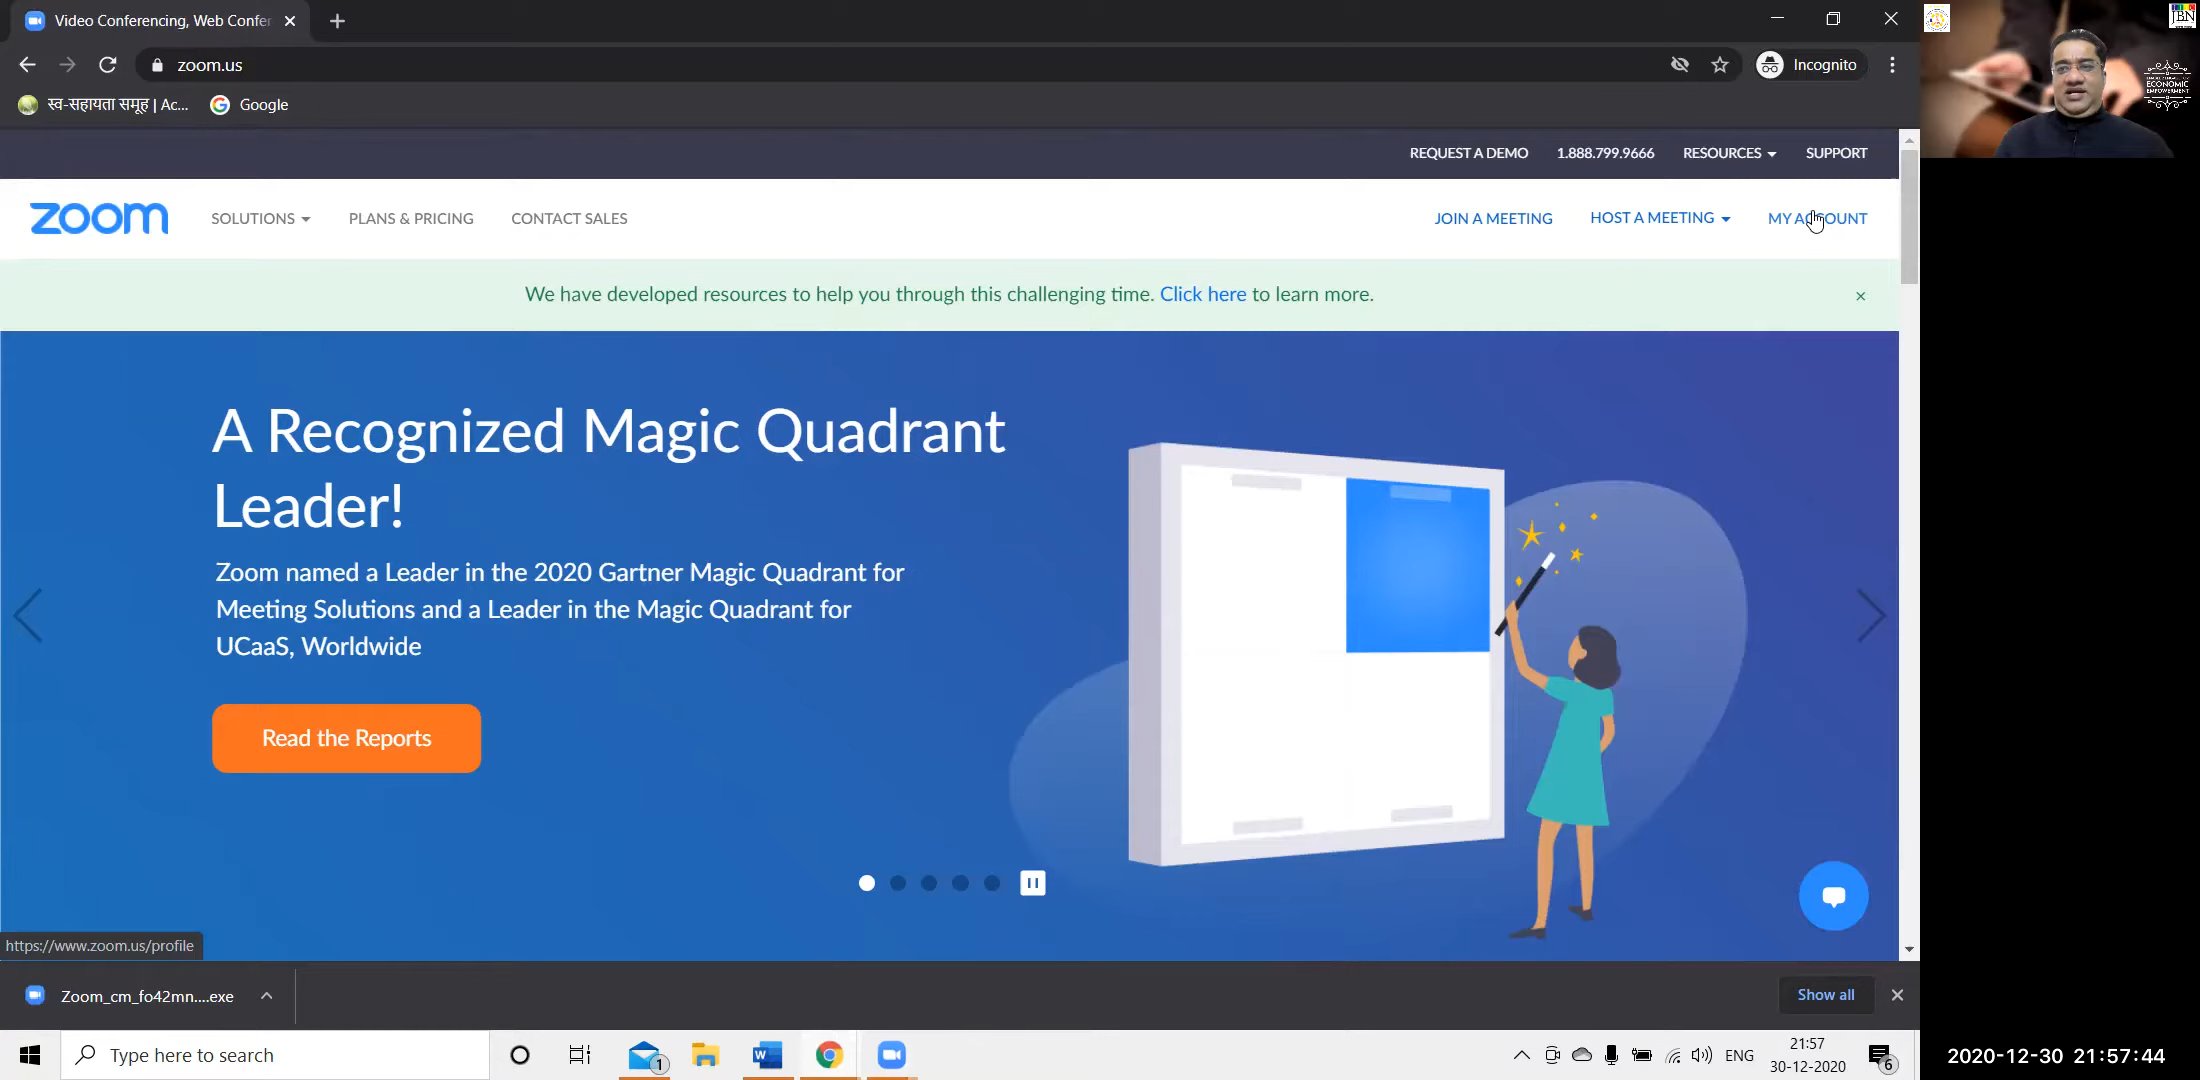 Video Conferencing, Web Confer
zoom.us
Incognito
स्व-सहायता समूह | Ac...
Google
REQUEST A DEMO
1.888.799.9666
RESOURCES
SUPPORT
zoom
SOLUTIONS
PLANS & PRICING
CONTACT SALES
JOIN A MEETING
HOST A MEETING
MY ACCOUNT
We have developed resources to help you through this challenging time. Click here to learn more.
A Recognized Magic Quadrant
Leader!
Zoom named a Leader in the 2020 Gartner Magic Quadrant for
Meeting Solutions and a Leader in the Magic Quadrant for
UCaaS, Worldwide
Read the Reports
https://www.zoom.us/profile
Zoom_cm_fo42mn....exe
Show all
Type here to search
1
W
ENG
21:57
30-12-2020
6
JBN
ECONOMIC
EMPOWERMENT
2020-12-30 21:57:44